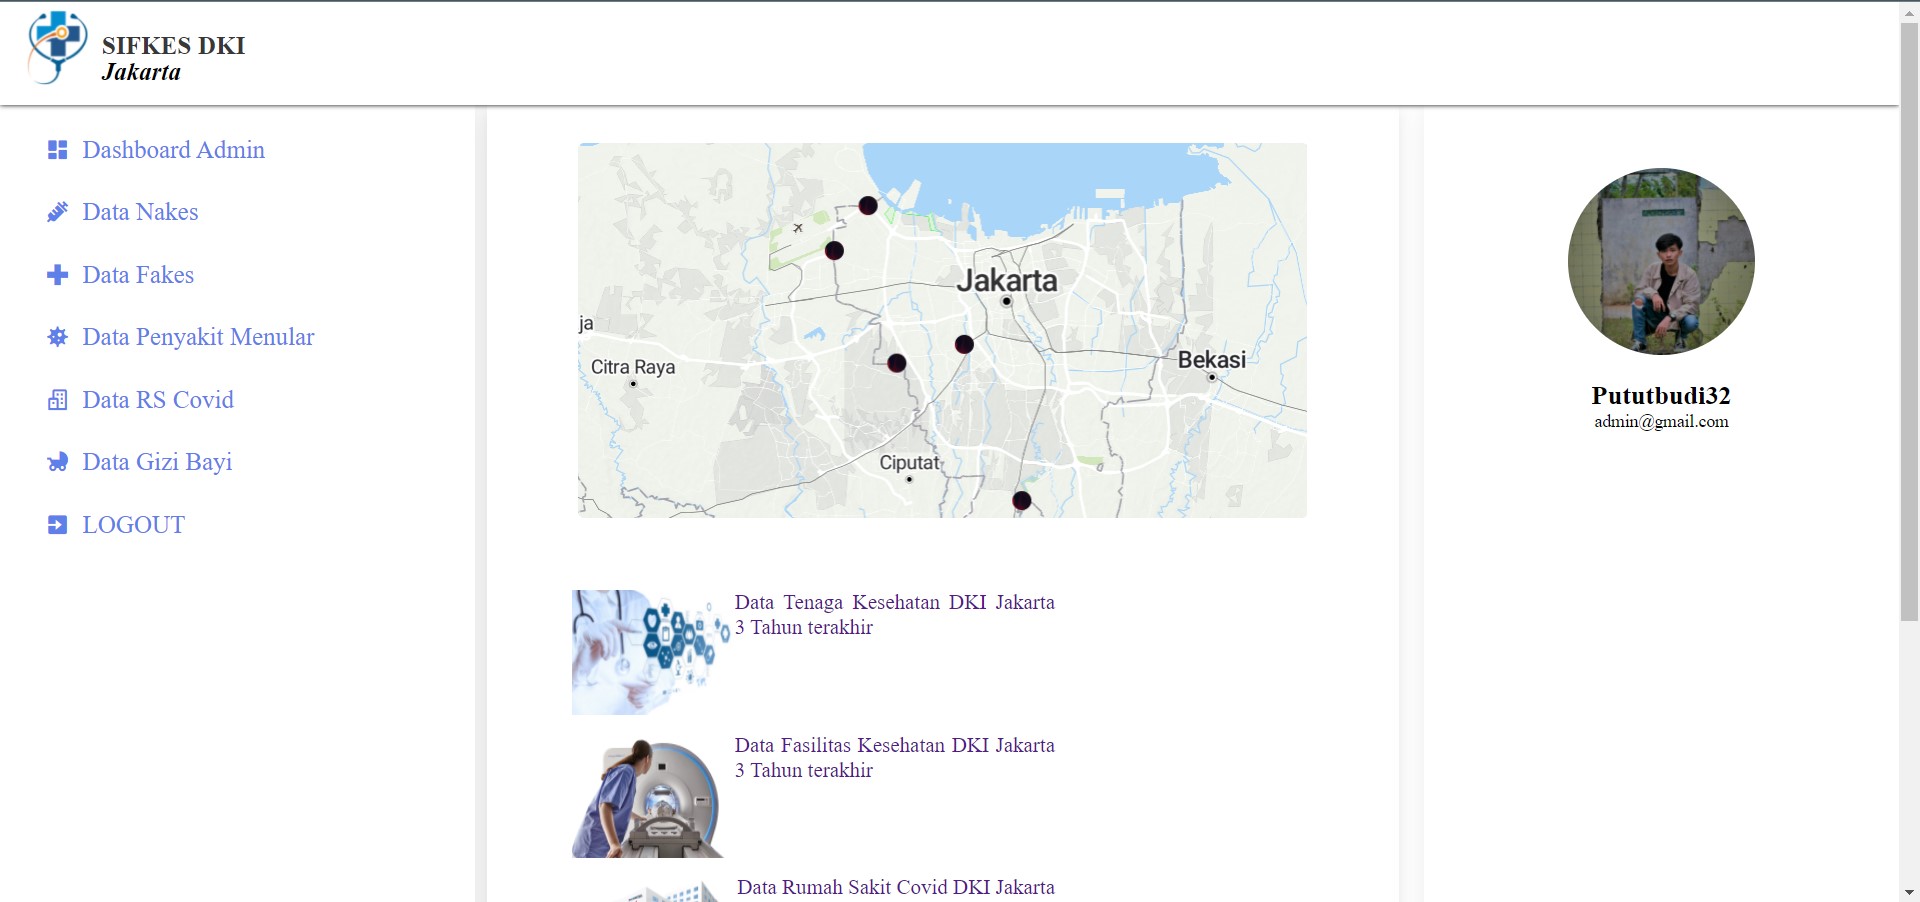 SIFKES DKI
Jakarta
Dashboard Admin
Data Nakes
Data Fakes
Data Penyakit Menular
Data RS Covid
Data Gizi Bayi
LOGOUT
Jakarta
ja
Citra Raya
Bekasi
Ciputat
Data Tenaga Kesehatan DKI Jakarta
3 Tahun terakhir
Data Fasilitas Kesehatan DKI Jakarta
3 Tahun terakhir
Data Rumah Sakit Covid DKI Jakarta
Pututbudi32
admin@gmail.com